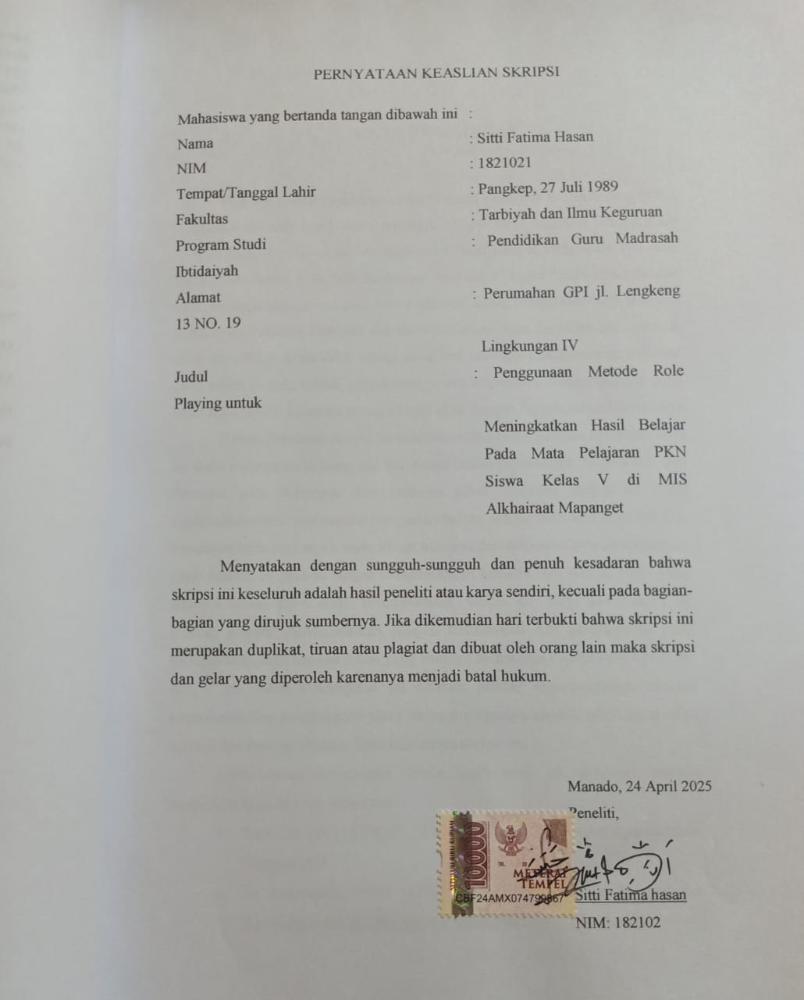 PERNYATAAN KEASLIAN SKRIPSI
Mahasiswa yang bertanda tangan dibawah ini :
Nama : Sitti Fatima Hasan
NIM : 1821021
Tempat/Tanggal Lahir : Pangkep, 27 Juli 1989
Fakultas : Tarbiyah dan Ilmu Keguruan
Program Studi : Pendidikan Guru Madrasah
Ibtidaiyah
Alamat : Perumahan GPI jl. Lengkeng
13 NO. 19
Lingkungan IV
Judul : Penggunaan Metode Role
Playing untuk
Meningkatkan Hasil Belajar
Pada Mata Pelajaran PKN
Siswa Kelas V di MIS
Alkhairaat Mapanget
Menyatakan dengan sungguh-sungguh dan penuh kesadaran bahwa
skripsi ini keseluruh adalah hasil peneliti atau karya sendiri, kecuali pada bagian-
bagian yang dirujuk sumbernya. Jika dikemudian hari terbukti bahwa skripsi ini
merupakan duplikat, tiruan atau plagiat dan dibuat oleh orang lain maka skripsi
dan gelar yang diperoleh karenanya menjadi batal hukum.
Manado, 24 April 2025
Peneliti,
10000
METERAI
TEMPEL
Sitti Fatima hasan
NIM: 182102